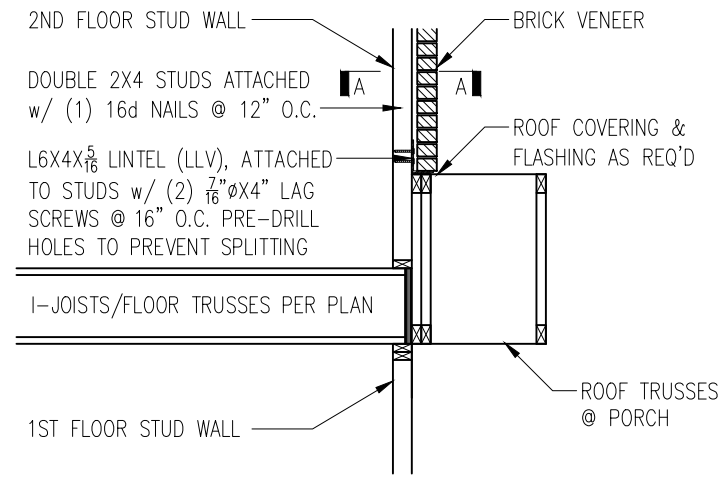 2ND FLOOR STUD WALL
BRICK VENEER
DOUBLE 2X4 STUDS ATTACHED
w/ (1) 16d NAILS @ 12" O.C.
A
A
ROOF COVERING &
FLASHING AS REQ'D
L6X4X5/16 LINTEL (LLV), ATTACHED
TO STUDS w/ (2) 7/16"øX4" LAG
SCREWS @ 16" O.C. PRE-DRILL
HOLES TO PREVENT SPLITTING
I-JOISTS/FLOOR TRUSSES PER PLAN
ROOF TRUSSES
@ PORCH
1ST FLOOR STUD WALL